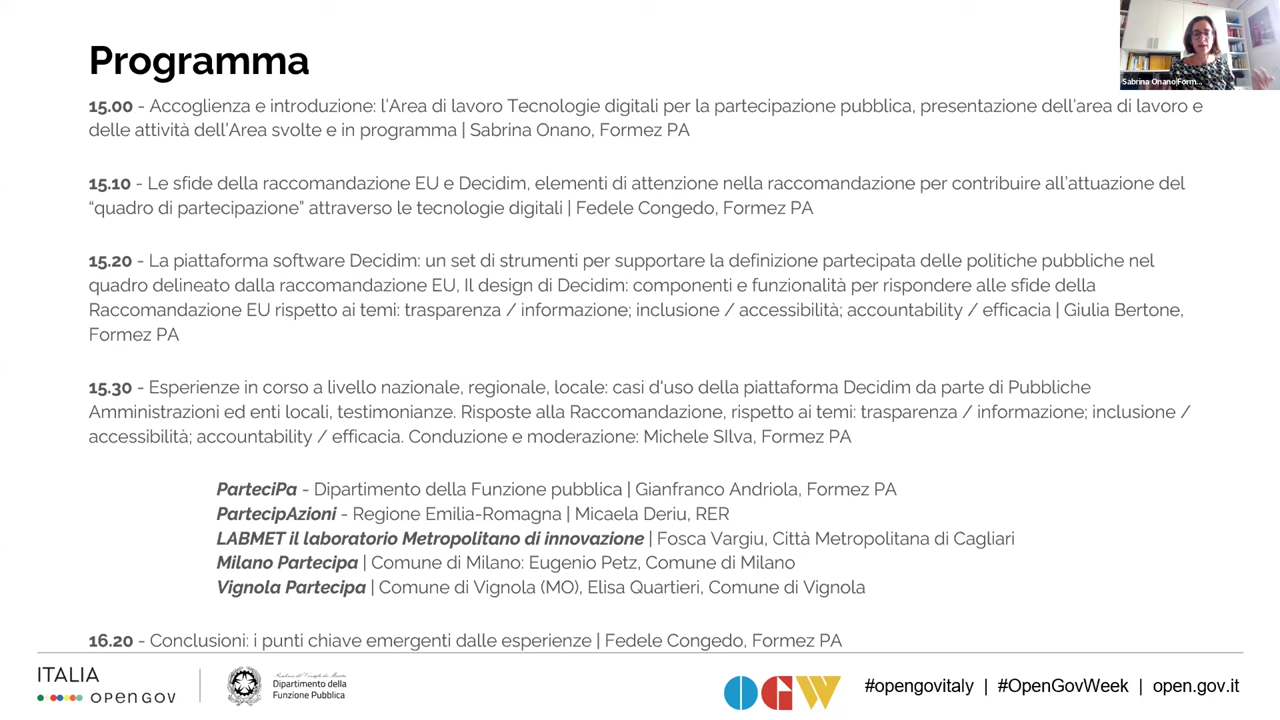 Programma
15.00 - Accoglienza e introduzione: l'Area di lavoro Tecnologie digitali per la partecipazione pubblica, presentazione dell'area di lavoro e
delle attività dell'Area svolte e in programma | Sabrina Onano, Formez PA
15.10 - Le sfide della raccomandazione EU e Decidim, elementi di attenzione nella raccomandazione per contribuire all'attuazione del
“quadro di partecipazione” attraverso le tecnologie digitali | Fedele Congedo, Formez PA
15.20 - La piattaforma software Decidim: un set di strumenti per supportare la definizione partecipata delle politiche pubbliche nel
quadro delineato dalla raccomandazione EU, Il design di Decidim: componenti e funzionalità per rispondere alle sfide della
Raccomandazione EU rispetto ai temi: trasparenza / informazione; inclusione / accessibilità; accountability / efficacia | Giulia Bertone,
Formez PA
15.30 - Esperienze in corso a livello nazionale, regionale, locale: casi d'uso della piattaforma Decidim da parte di Pubbliche
Amministrazioni ed enti locali, testimonianze. Risposte alla Raccomandazione, rispetto ai temi: trasparenza / informazione; inclusione /
accessibilità; accountability / efficacia. Conduzione e moderazione: Michele SIlva, Formez PA
ParteciPa - Dipartimento della Funzione pubblica | Gianfranco Andriola, Formez PA
PartecipAzioni - Regione Emilia-Romagna | Micaela Deriu, RER
LABMET il laboratorio Metropolitano di innovazione | Fosca Vargiu, Città Metropolitana di Cagliari
Milano Partecipa | Comune di Milano: Eugenio Petz, Comune di Milano
Vignola Partecipa | Comune di Vignola (MO), Elisa Quartieri, Comune di Vignola
16.20 - Conclusioni: i punti chiave emergenti dalle esperienze | Fedele Congedo, Formez PA
Sabrina Onano Form...
ITALIA
open gov
Dipartimento della
Funzione Pubblica
OGW
#opengovitaly | #OpenGovWeek | open.gov.it